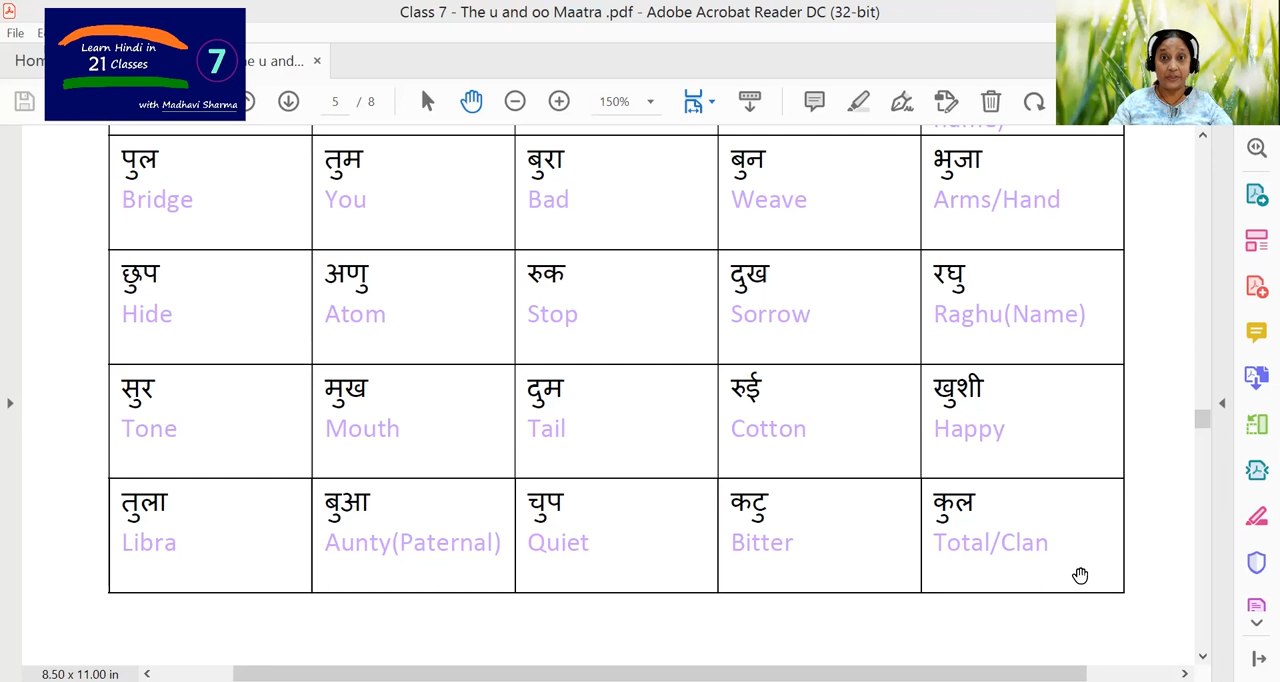 Class 7 - The u and oo Maatra .pdf - Adobe Acrobat Reader DC (32-bit)
File
Learn Hindi in
21 Classes
7
with Madhavi Sharma
e u and...
5 / 8
150%
पुल तुम बुरा बुन भुजा
Bridge You Bad Weave Arms/Hand
छुप अणु रुक दुख रघु
Hide Atom Stop Sorrow Raghu(Name)
सुर मुख दुम रुई खुशी
Tone Mouth Tail Cotton Happy
तुला बुआ चुप कटु कुल
Libra Aunty(Paternal) Quiet Bitter Total/Clan
8.50 x 11.00 in